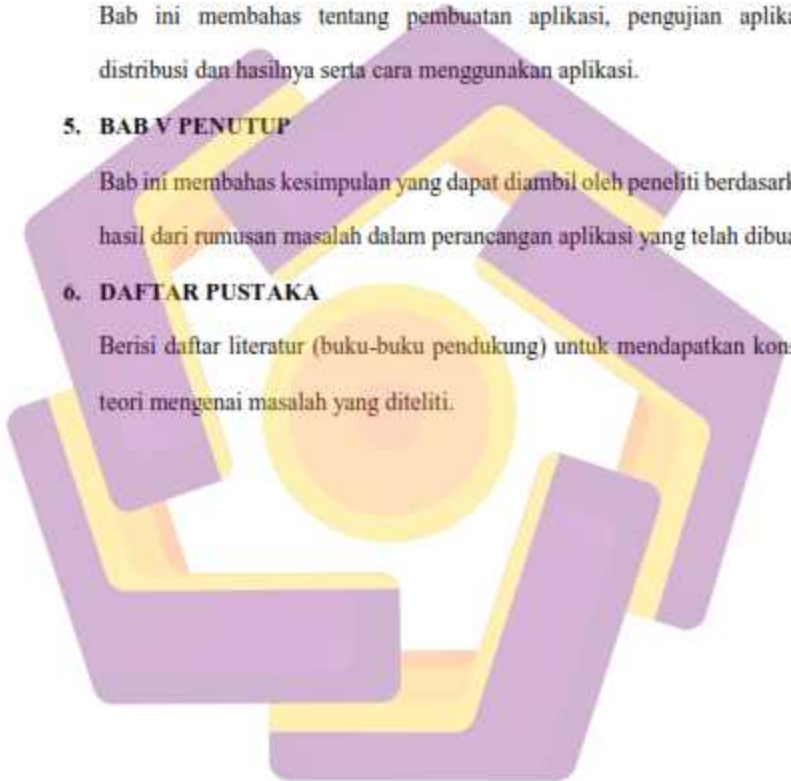 Bab ini membahas tentang pembuatan aplikasi, pengujian aplika
distribusi dan hasilnya serta cara menggunakan aplikasi.
5. BAB V PENUTUP
Bab ini membahas kesimpulan yang dapat diambil oleh peneliti berdasark
hasil dari rumusan masalah dalam perancangan aplikasi yang telah dibua
6. DAFTAR PUSTAKA
Berisi daftar literatur (buku-buku pendukung) untuk mendapatkan kons
teori mengenai masalah yang diteliti.